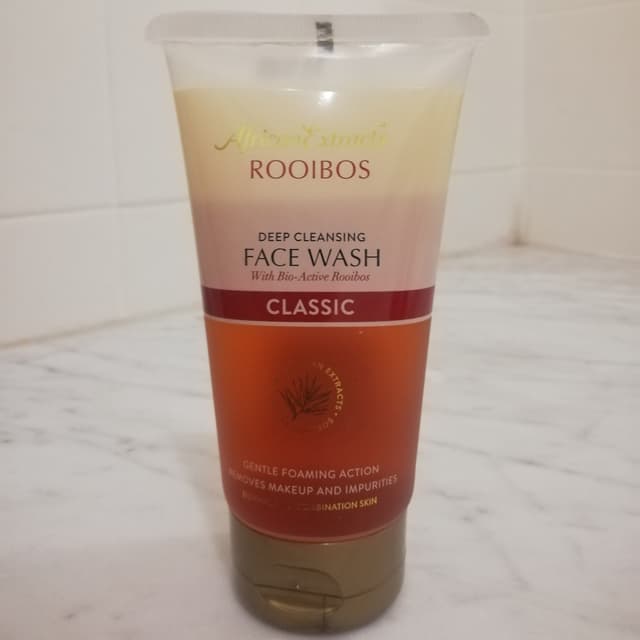 African Extracts
ROOIBOS
DEEP CLEANSING
FACE WASH
With Bio-Active Rooibos
CLASSIC
EXTRACTS
GENTLE FOAMING ACTION
REMOVES MAKEUP AND IMPURITIES
COMBINATION SKIN